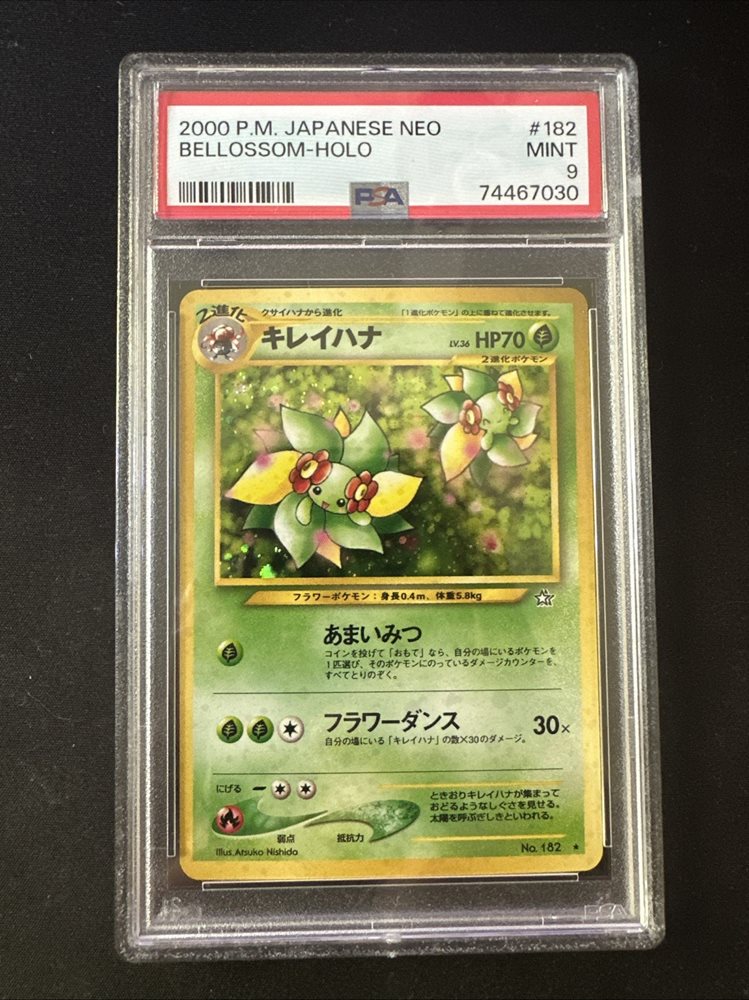 2000 P.M. JAPANESE NEO #182
BELLOSSOM-HOLO MINT
9
PSA 74467030
2進化 クサイハナから進化 「1進化ポケモン」の上に重ねて進化させます。
キレイハナ LV.36 HP70
2進化ポケモン
フラワーポケモン:身長0.4m、体重5.8kg
あまいみつ
コインを投げて「おもて」なら、自分の場にいるポケモンを
1匹選び、そのポケモンにのっているダメージカウンターを、
すべてとりのぞく。
フラワーダンス 30×
自分の場にいる「キレイハナ」の数×30のダメージ。
にげる
ときおりキレイハナが集まって
おどるようなしぐさを見せる。
太陽を呼ぶぎしきといわれる。
弱点 抵抗力
Illus. Atsuko Nishida No. 182 ★
PSA